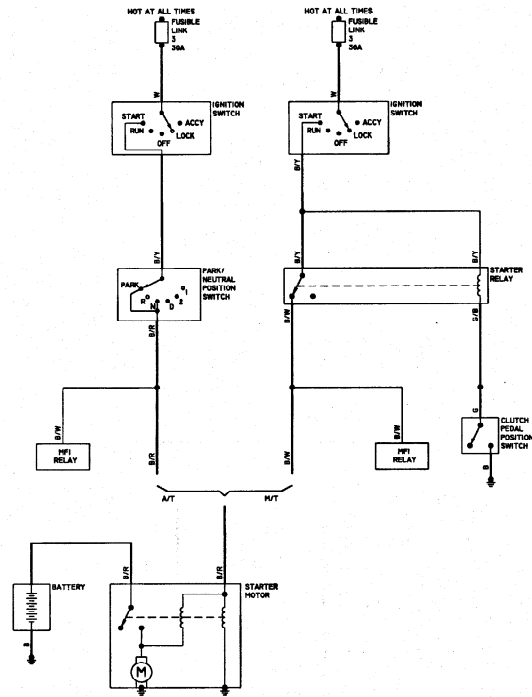 HOT AT ALL TIMES
FUSIBLE
LINK
3
30A
HOT AT ALL TIMES
FUSIBLE
LINK
3
30A
W
W
IGNITION
SWITCH
START
ACCY
RUN
LOCK
OFF
IGNITION
SWITCH
START
ACCY
RUN
LOCK
OFF
B/Y
B/Y
B/Y
B/Y
PARK/
NEUTRAL
POSITION
SWITCH
PARK
R
N
D
2
1
STARTER
RELAY
B/R
B/W
G/B
B/W
MFI
RELAY
B/R
B/W
B/W
MFI
RELAY
G
CLUTCH
PEDAL
POSITION
SWITCH
B
A/T
M/T
B/R
B/R
BATTERY
STARTER
MOTOR
B
M